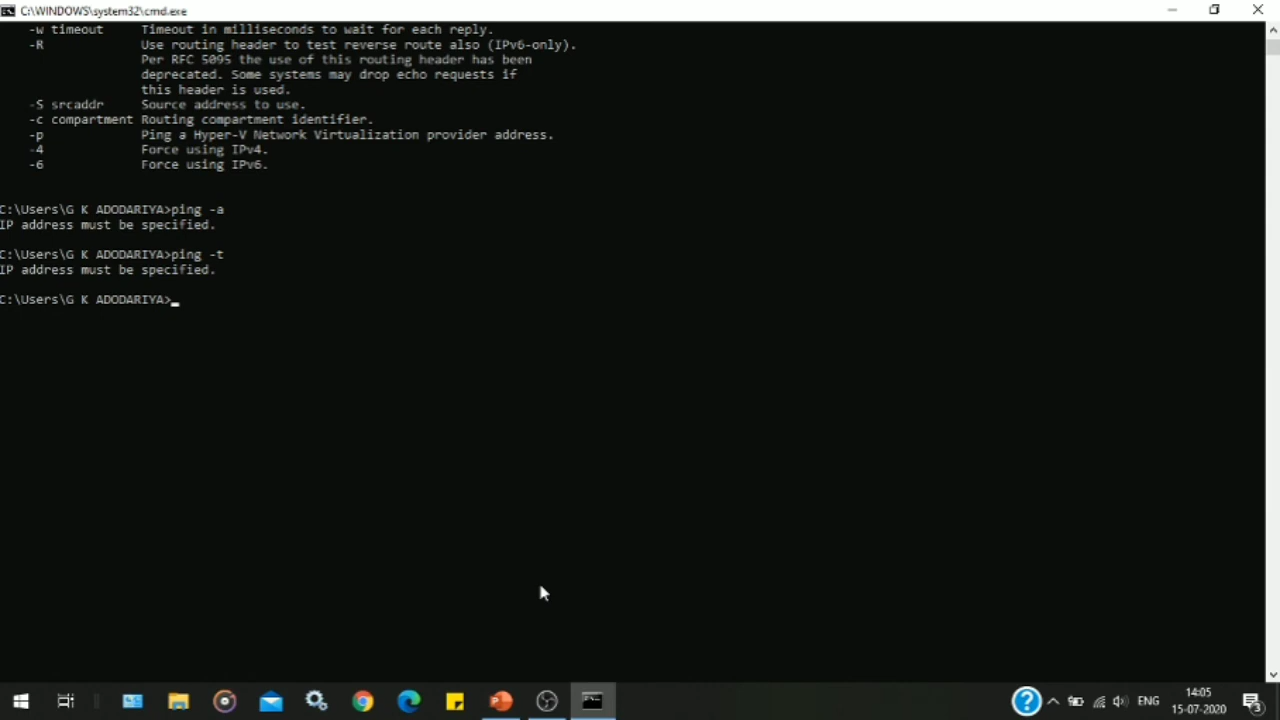 C:\WINDOWS\system32\cmd.exe
-w timeout Timeout in milliseconds to wait for each reply.
-R Use routing header to test reverse route also (IPv6-only).
Per RFC 5095 the use of this routing header has been
deprecated. Some systems may drop echo requests if
this header is used.
-S srcaddr Source address to use.
-c compartment Routing compartment identifier.
-p Ping a Hyper-V Network Virtualization provider address.
-4 Force using IPv4.
-6 Force using IPv6.
C:\Users\G K ADODARIYA>ping -a
IP address must be specified.
C:\Users\G K ADODARIYA>ping -t
IP address must be specified.
C:\Users\G K ADODARIYA>
ENG
14:05
15-07-2020
3